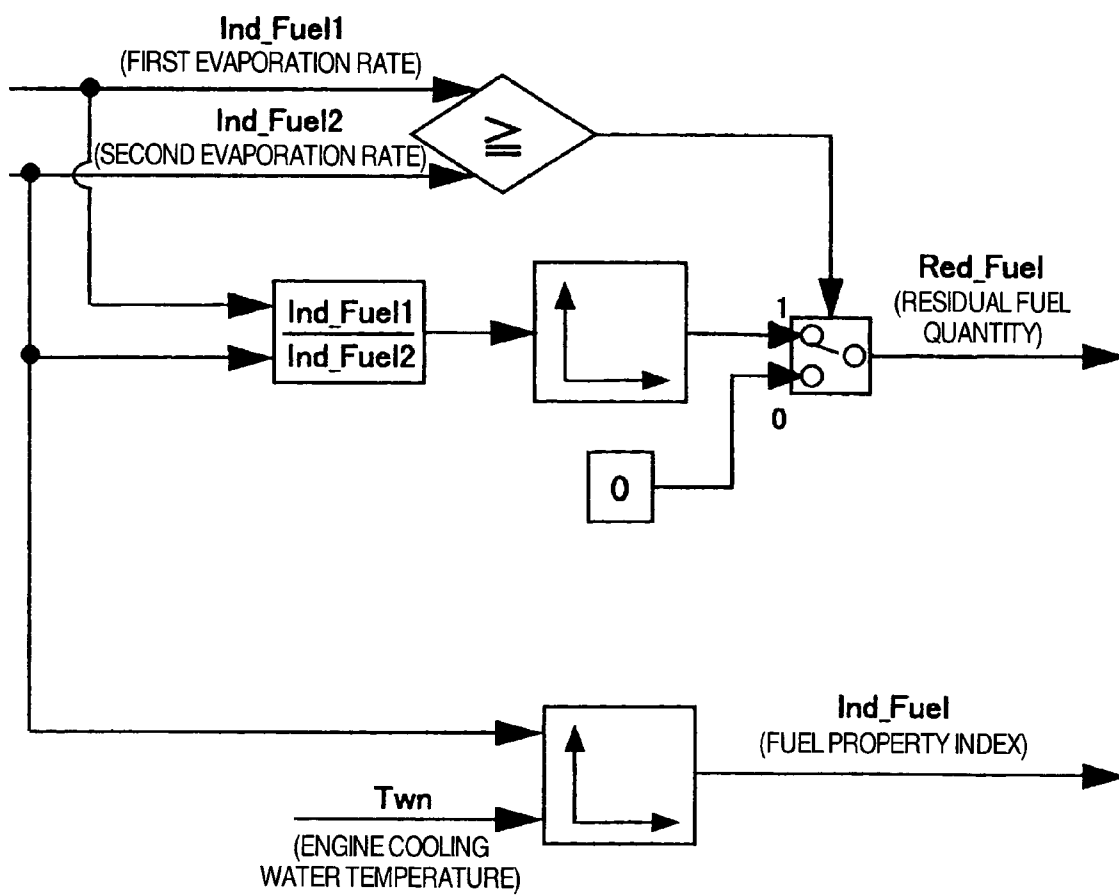 Ind_Fuel1
(FIRST EVAPORATION RATE)
Ind_Fuel2
(SECOND EVAPORATION RATE)
≧
Ind_Fuel1
Ind_Fuel2
1
0
0
Red_Fuel
(RESIDUAL FUEL
QUANTITY)
Ind_Fuel
(FUEL PROPERTY INDEX)
Twn
(ENGINE COOLING
WATER TEMPERATURE)